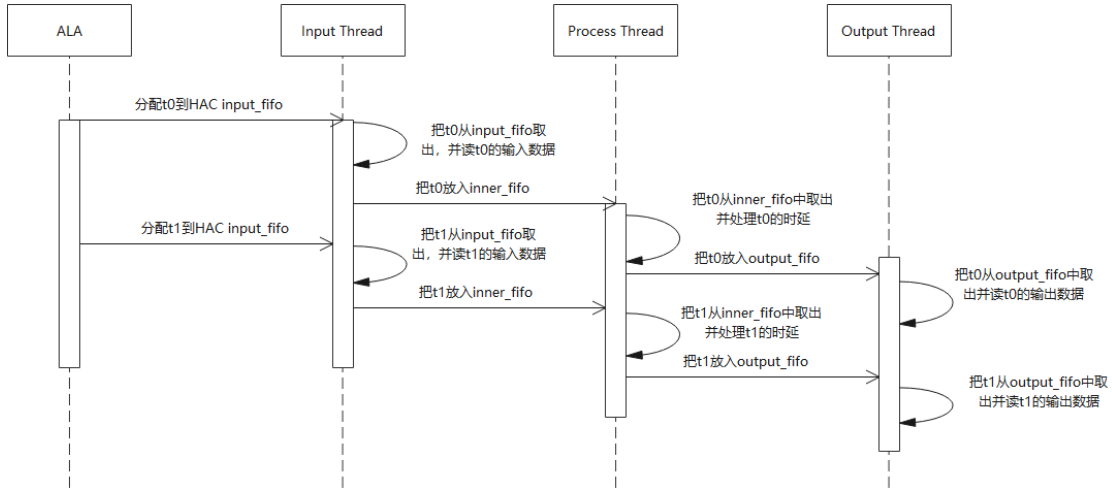 ALA
Input Thread
Process Thread
Output Thread
分配t0到HAC input_fifo
把t0从input_fifo取
出，并读t0的输入数据
把t0放入inner_fifo
把t0从inner_fifo中取出
并处理t0的时延
分配t1到HAC input_fifo
把t1从input_fifo取
出，并读t1的输入数据
把t0放入output_fifo
把t0从output_fifo中取
出并读t0的输出数据
把t1放入inner_fifo
把t1从inner_fifo中取出
并处理t1的时延
把t1放入output_fifo
把t1从output_fifo中取
出并读t1的输出数据